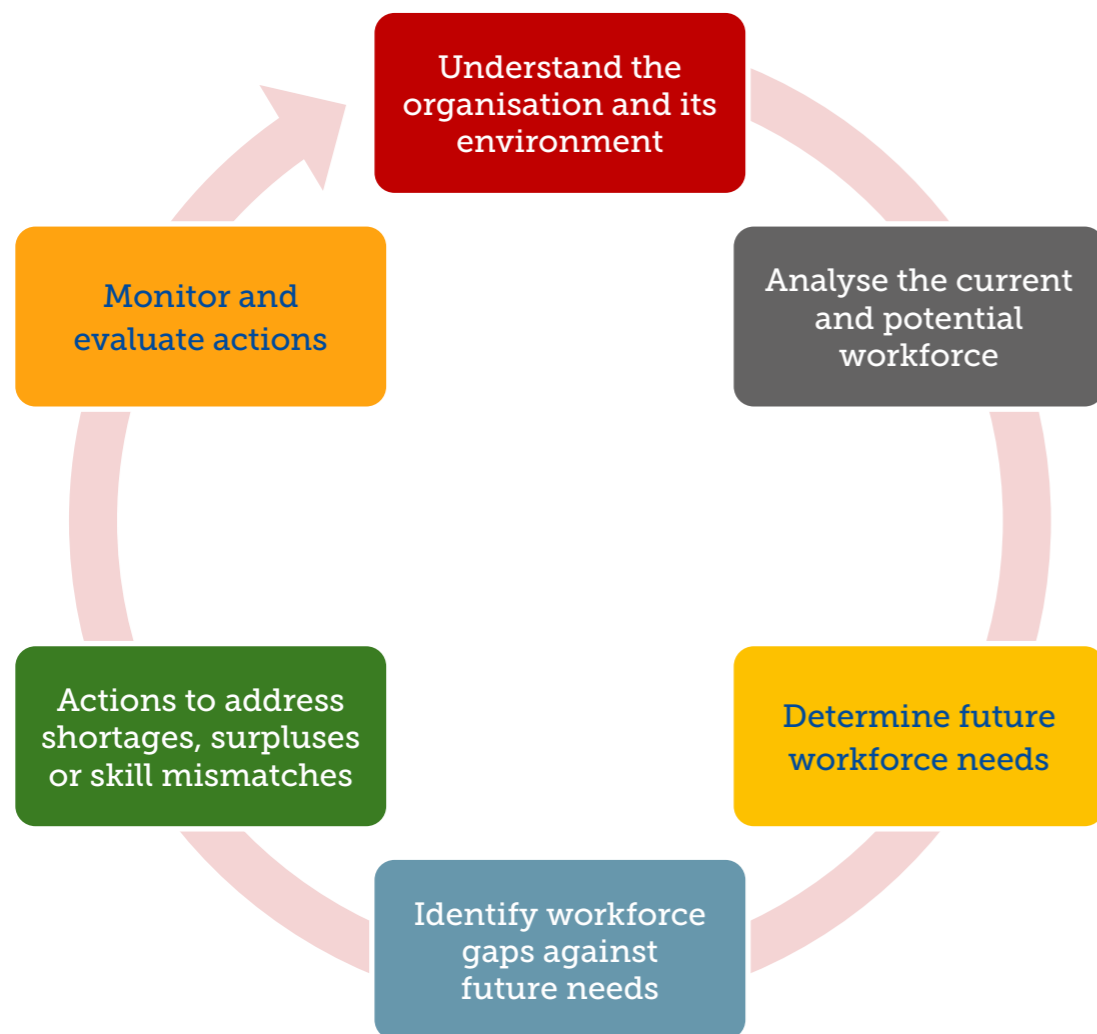 Understand the
organisation and its
environment
Analyse the current
and potential
workforce
Determine future
workforce needs
Identify workforce
gaps against
future needs
Actions to address
shortages, surpluses
or skill mismatches
Monitor and
evaluate actions